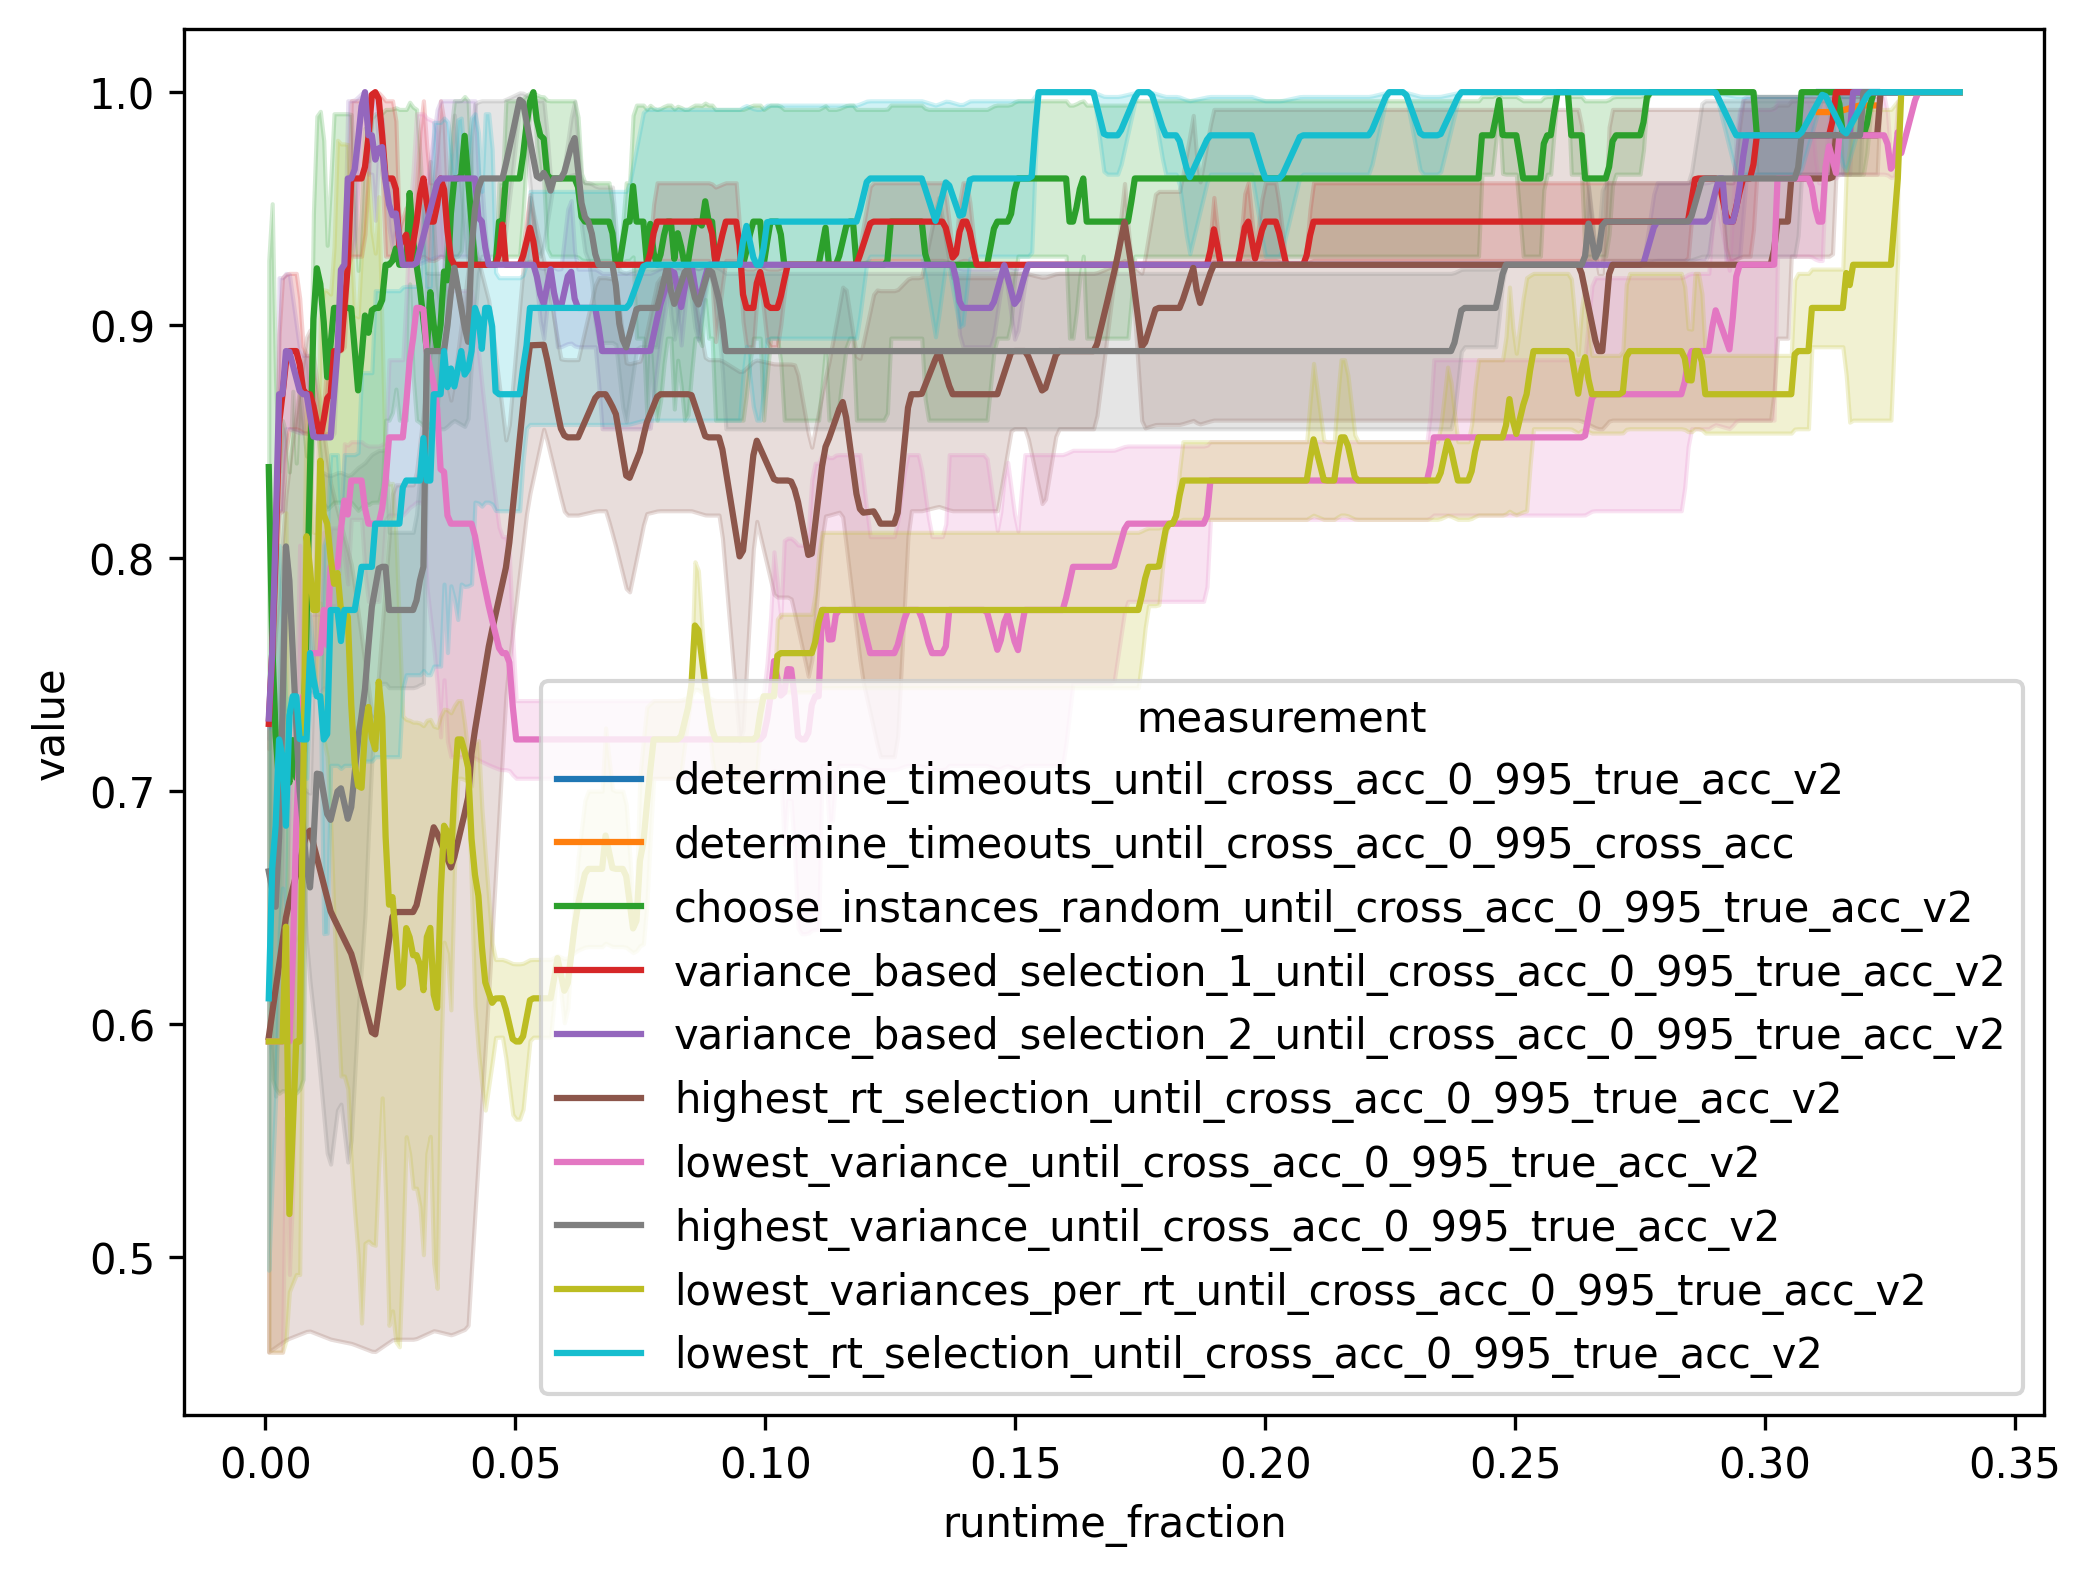 1.0
0.9
0.8
0.7
0.6
0.5
value
measurement
determine_timeouts_until_cross_acc_0_995_true_acc_v2
determine_timeouts_until_cross_acc_0_995_cross_acc
choose_instances_random_until_cross_acc_0_995_true_acc_v2
variance_based_selection_1_until_cross_acc_0_995_true_acc_v2
variance_based_selection_2_until_cross_acc_0_995_true_acc_v2
highest_rt_selection_until_cross_acc_0_995_true_acc_v2
lowest_variance_until_cross_acc_0_995_true_acc_v2
highest_variance_until_cross_acc_0_995_true_acc_v2
lowest_variances_per_rt_until_cross_acc_0_995_true_acc_v2
lowest_rt_selection_until_cross_acc_0_995_true_acc_v2
0.00 0.05 0.10 0.15 0.20 0.25 0.30 0.35
runtime_fraction